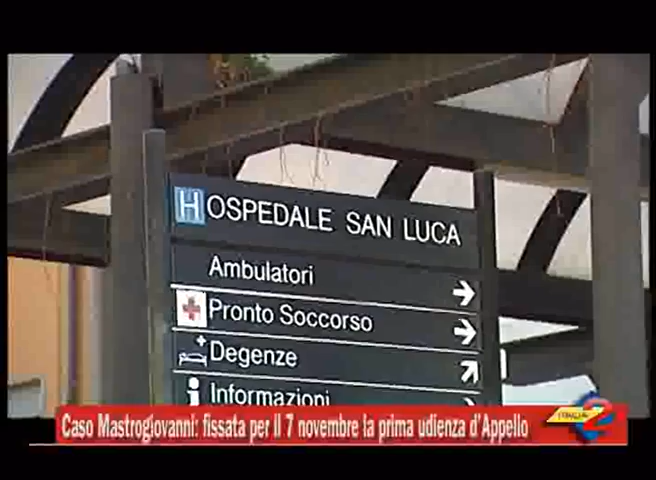 H OSPEDALE SAN LUCA
Ambulatori
Pronto Soccorso
Degenze
i Informazioni
Caso Mastrogiovanni: fissata per il 7 novembre la prima udienza d'Appello
ITALIA 2